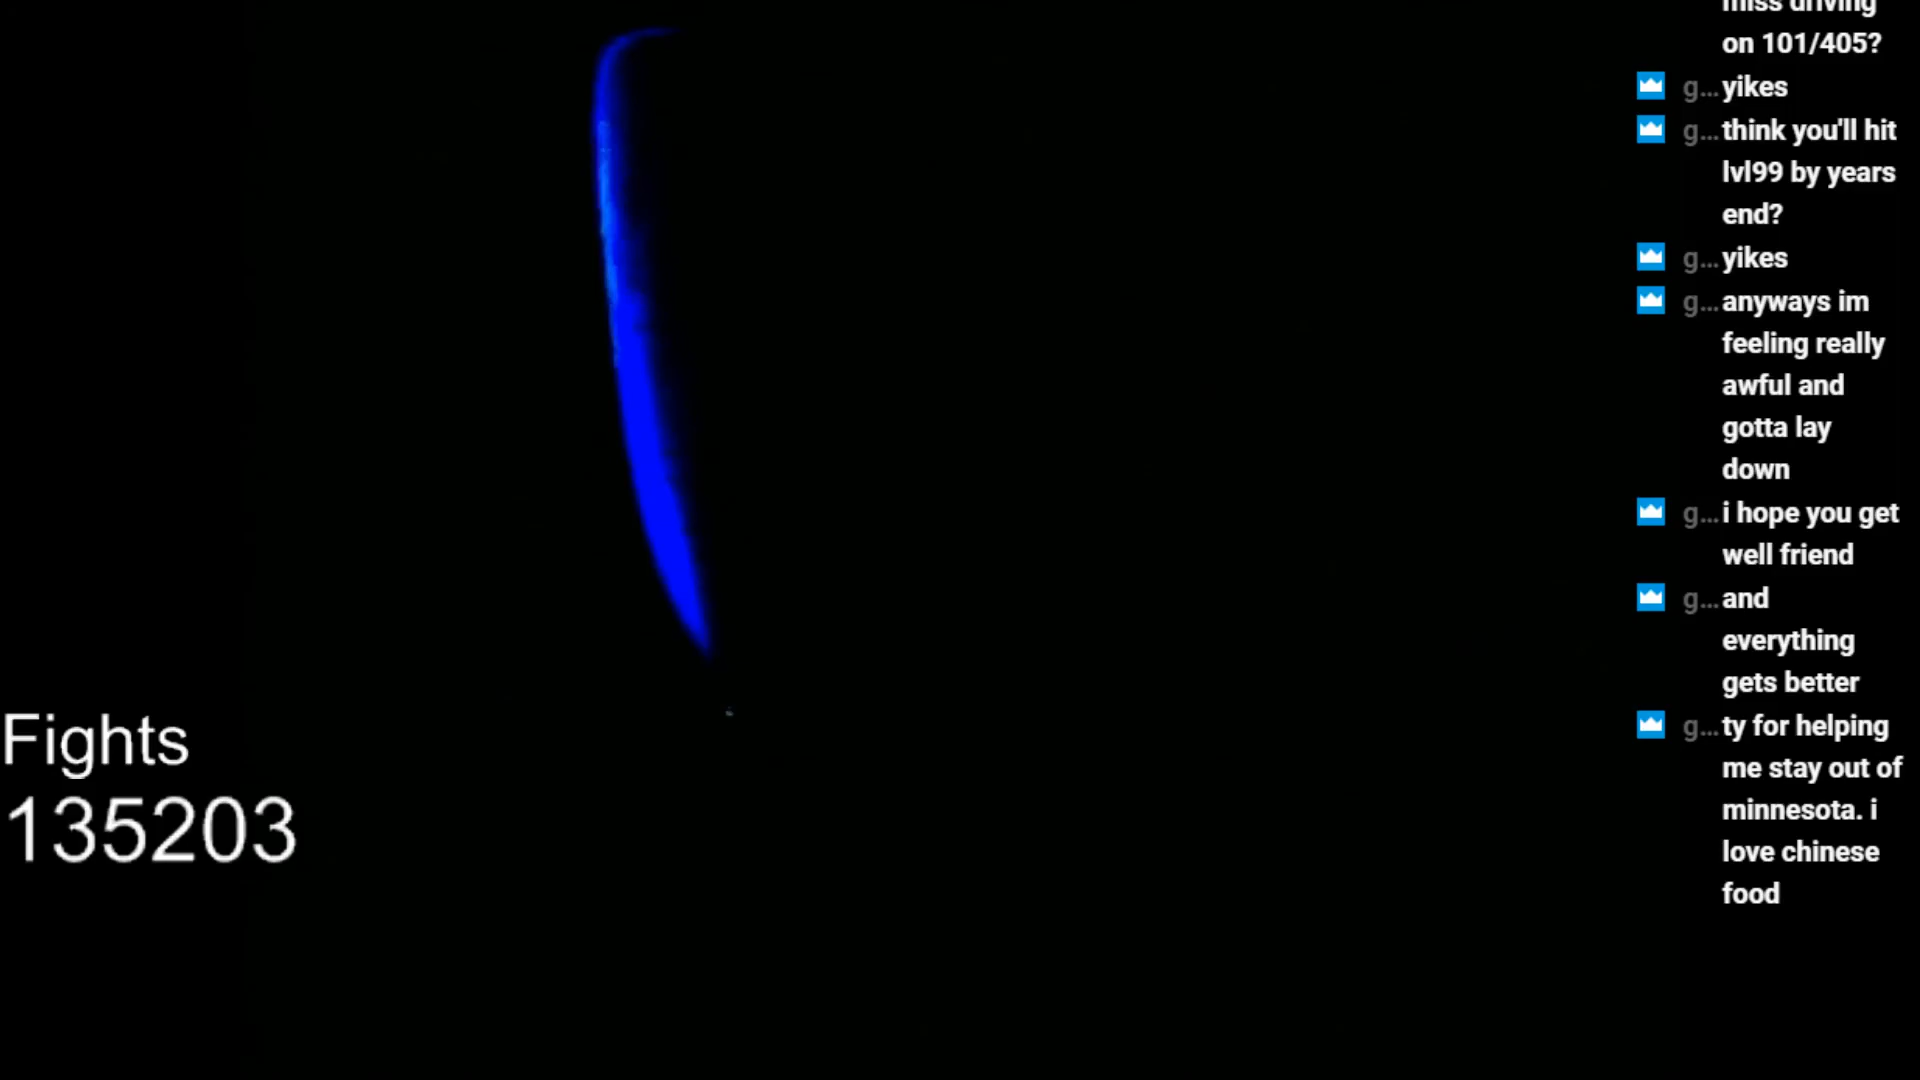 miss driving
on 101/405?
g... yikes
g... think you'll hit
lvl99 by years
end?
g... yikes
g... anyways im
feeling really
awful and
gotta lay
down
g... i hope you get
well friend
g... and
everything
gets better
g... ty for helping
me stay out of
minnesota. i
love chinese
food
Fights
135203